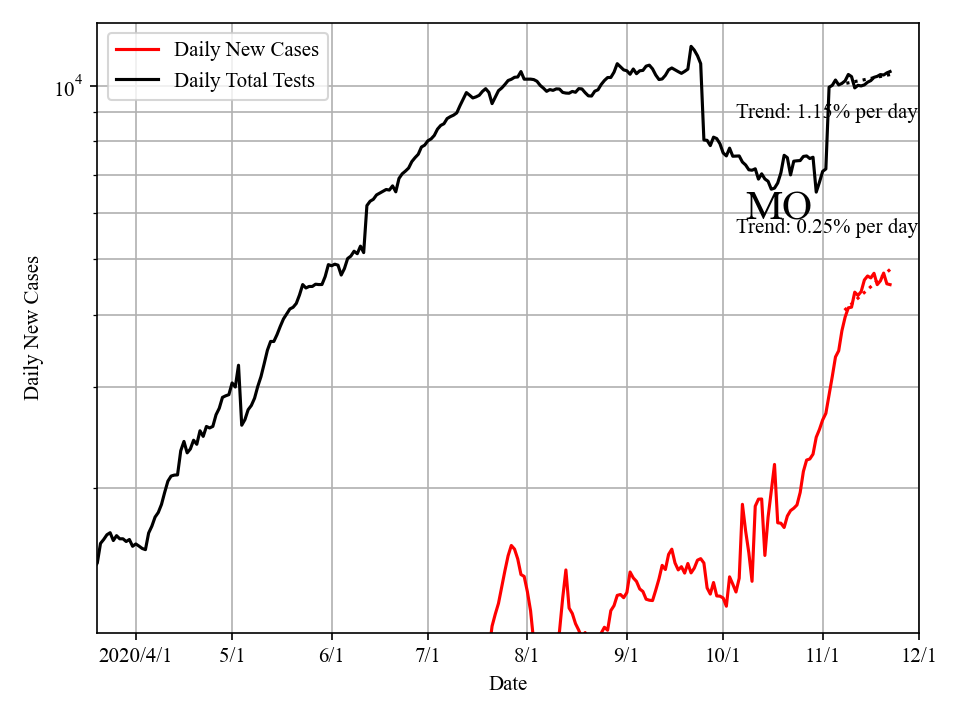 Daily New Cases
Daily Total Tests
10^4
Trend: 1.15% per day
MO
Trend: 0.25% per day
Daily New Cases
2020/4/1 5/1 6/1 7/1 8/1 9/1 10/1 11/1 12/1
Date